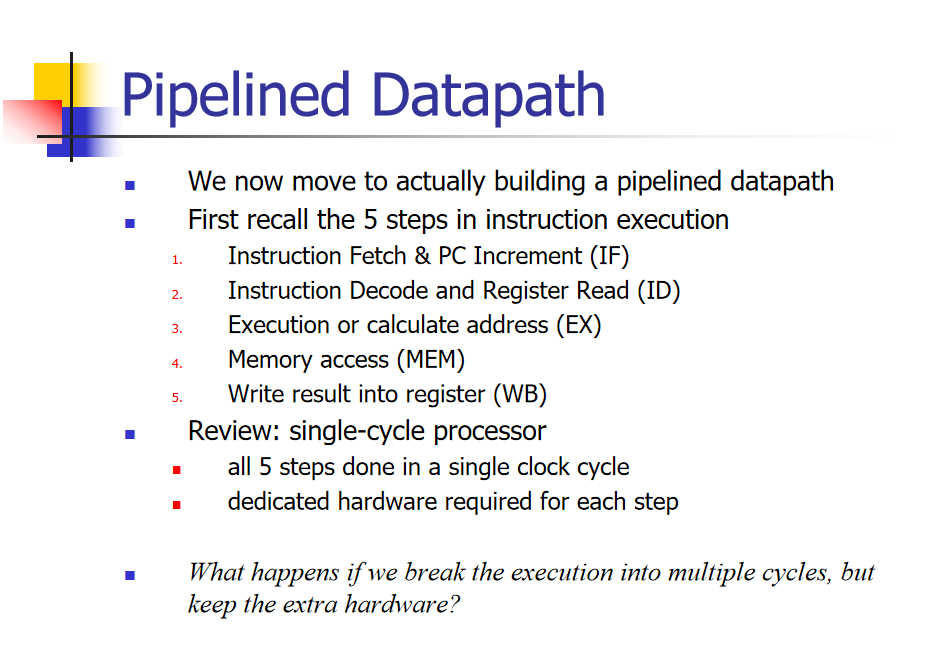 Pipelined Datapath
We now move to actually building a pipelined datapath
First recall the 5 steps in instruction execution
1. Instruction Fetch & PC Increment (IF)
2. Instruction Decode and Register Read (ID)
3. Execution or calculate address (EX)
4. Memory access (MEM)
5. Write result into register (WB)
Review: single-cycle processor
all 5 steps done in a single clock cycle
dedicated hardware required for each step
What happens if we break the execution into multiple cycles, but
keep the extra hardware?